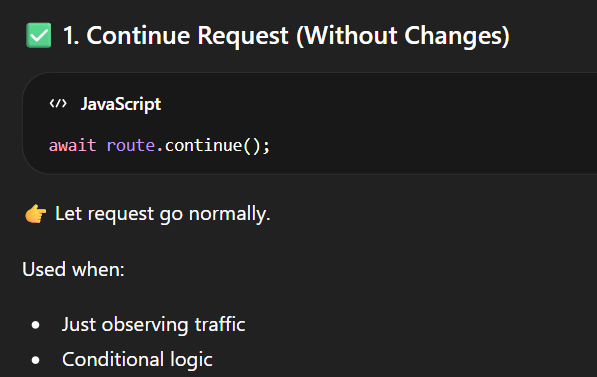 ✅ 1. Continue Request (Without Changes)
</> JavaScript
await route.continue();
👉 Let request go normally.
Used when:
• Just observing traffic
• Conditional logic